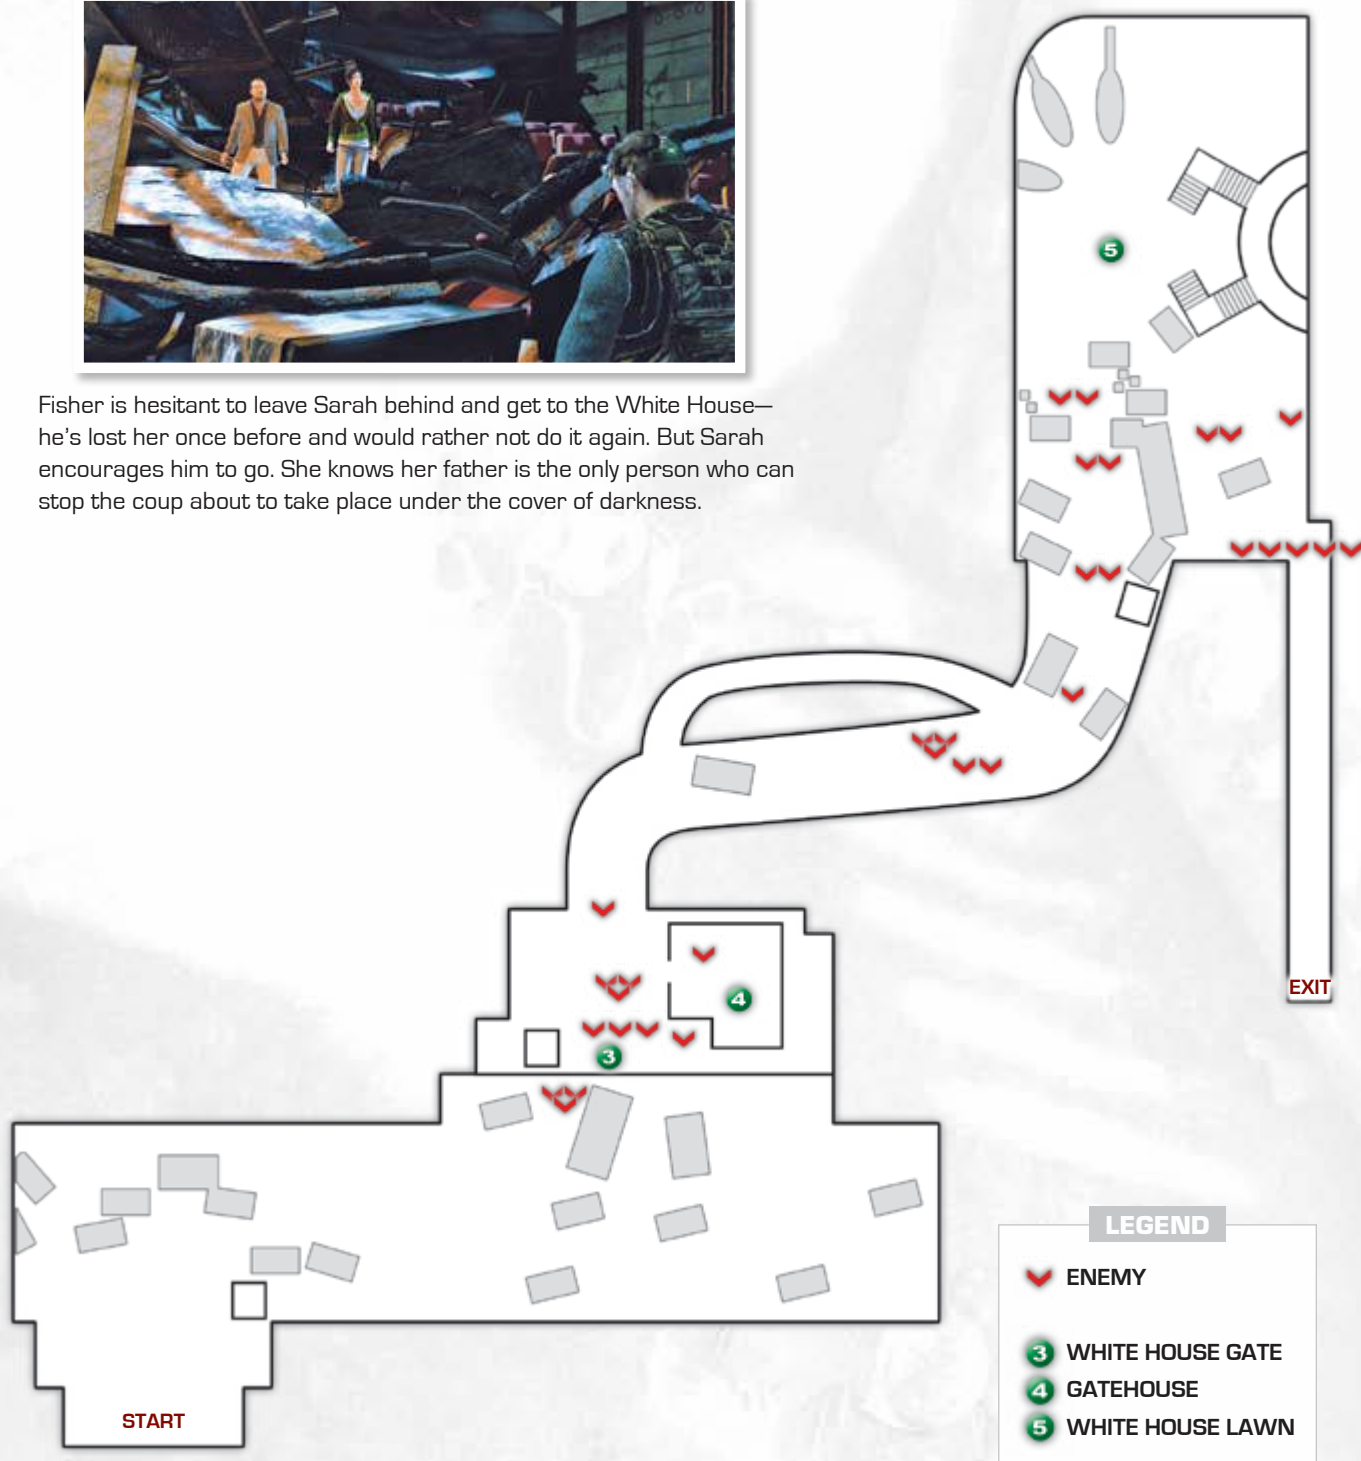 Fisher is hesitant to leave Sarah behind and get to the White House—
he's lost her once before and would rather not do it again. But Sarah
encourages him to go. She knows her father is the only person who can
stop the coup about to take place under the cover of darkness.
5
4
EXIT
3
START
LEGEND
ENEMY
3 WHITE HOUSE GATE
4 GATEHOUSE
5 WHITE HOUSE LAWN